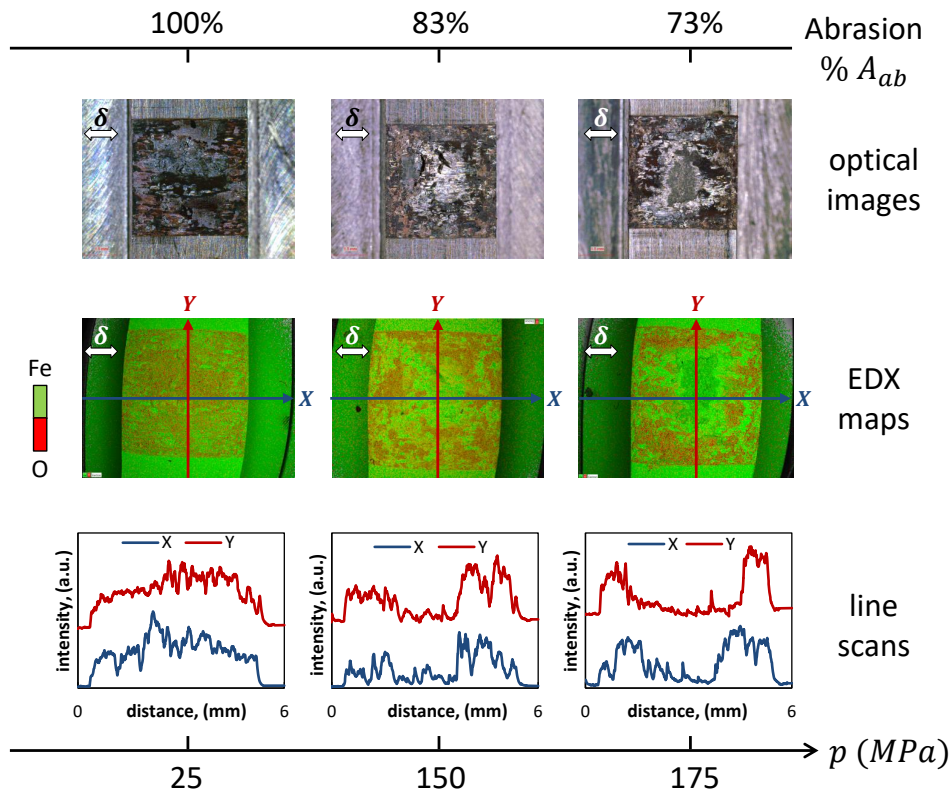 100% 83% 73% Abrasion
% A_ab
δ δ δ
optical
images
Y Y Y
δ δ δ
Fe
EDX
X X X
maps
O
X Y X Y X Y
intensity, (a.u.) intensity, (a.u.) intensity, (a.u.)
line
scans
0 6 0 6 0 6
distance, (mm) distance, (mm) distance, (mm)
p (MPa)
25 150 175